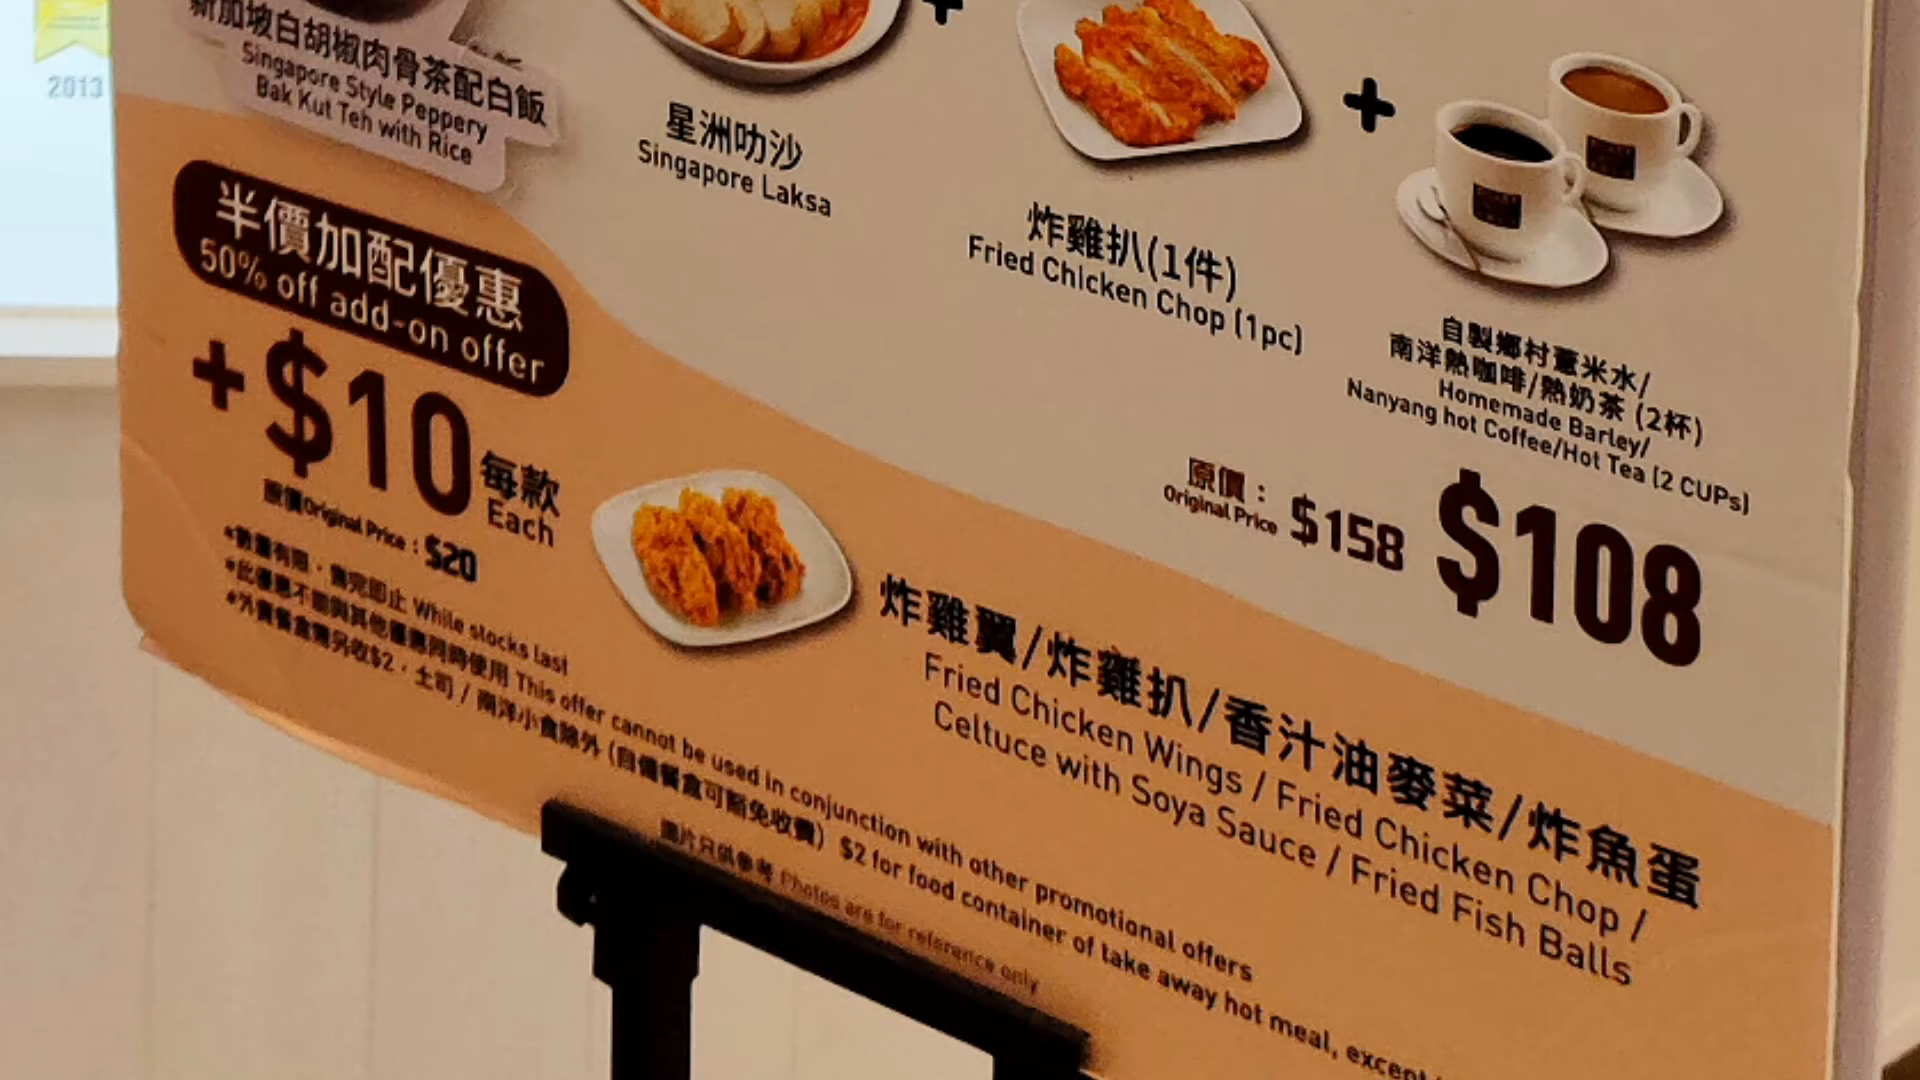 2013
新加坡白胡椒肉骨茶配白飯
Singapore Style Peppery
Bak Kut Teh with Rice
星洲叻沙
Singapore Laksa
炸雞扒(1件)
Fried Chicken Chop (1pc)
自製鄉村薏米水/
南洋熱咖啡/熱奶茶 (2杯)
Homemade Barley/
Nanyang hot Coffee/Hot Tea (2 CUPs)
原價：
Original Price
$158
$108
半價加配優惠
50% off add-on offer
+$10
每款
Each
原價Original Price : $20
炸雞翼/炸雞扒/香汁油麥菜/炸魚蛋
Fried Chicken Wings / Fried Chicken Chop /
Celtuce with Soya Sauce / Fried Fish Balls
*數量有限，售完即止 While stocks last
*此優惠不能與其他優惠同時使用 This offer cannot be used in conjunction with other promotional offers
*外賣餐盒需另收$2，土司 / 南洋小食除外 (自備餐盒可豁免收費) $2 for food container of take away hot meal, except
圖片只供參考 Photos are for reference only